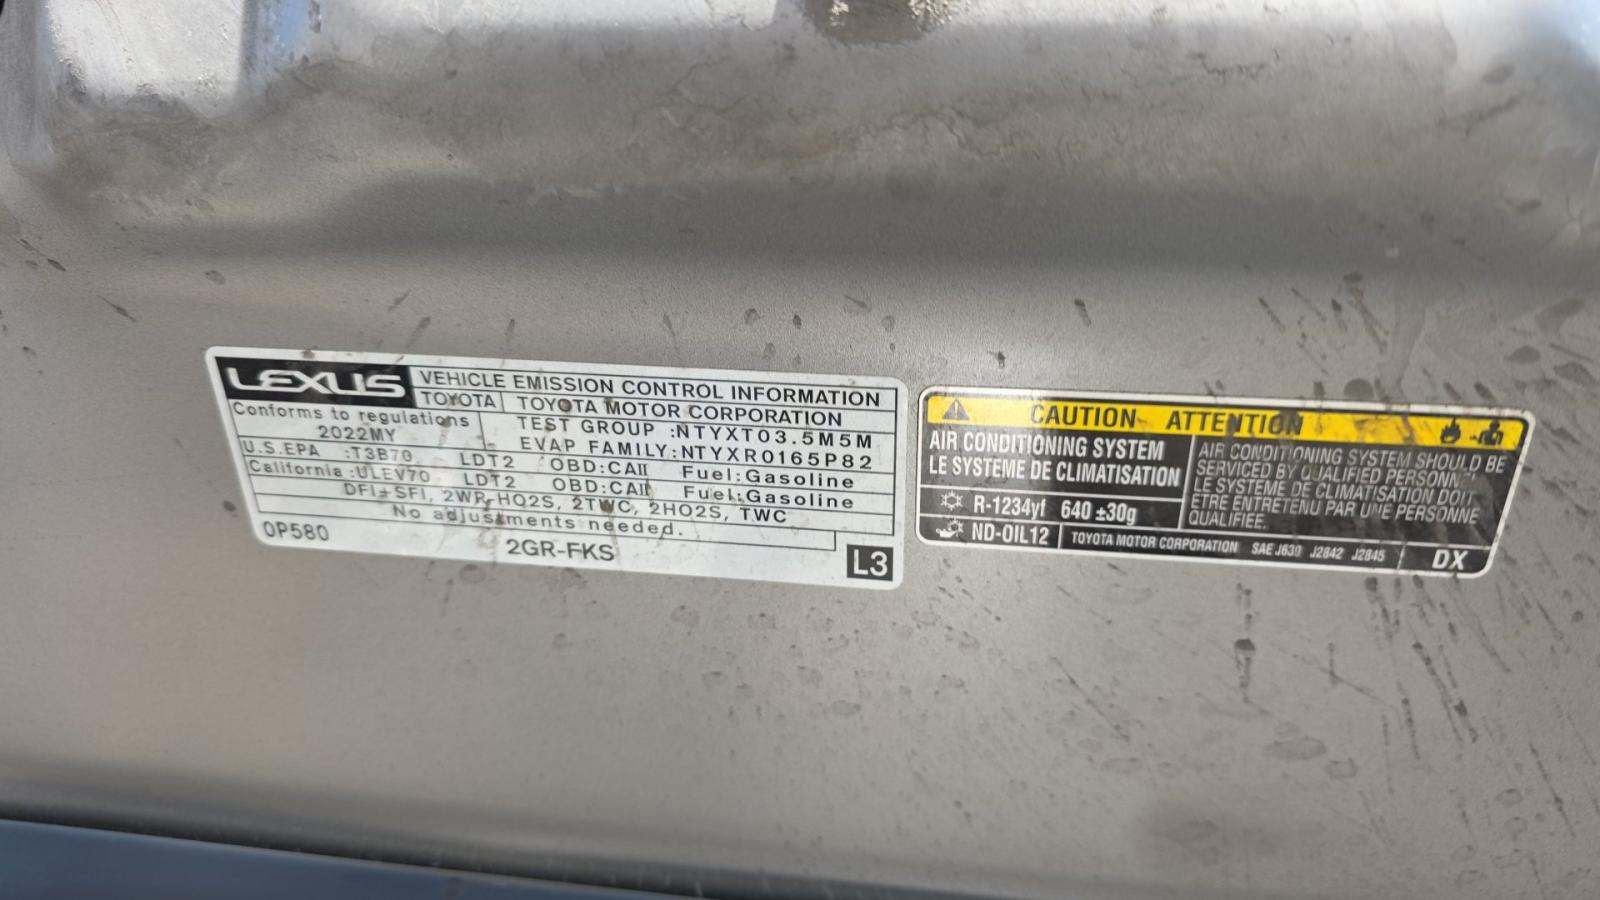 LEXUS VEHICLE EMISSION CONTROL INFORMATION
TOYOTA TOYOTA MOTOR CORPORATION
Conforms to regulations TEST GROUP :NTYXT03.5M5M
2022MY EVAP FAMILY:NTYXR0165P82
U.S.EPA :T3B70 LDT2 OBD:CAII Fuel:Gasoline
California:ULEV70 LDT2 OBD:CAII Fuel:Gasoline
DFI+SFI, 2WR-HO2S, 2TWC, 2HO2S, TWC
No adjustments needed.
0P580 2GR-FKS L3
CAUTION ATTENTION
AIR CONDITIONING SYSTEM
LE SYSTEME DE CLIMATISATION
AIR CONDITIONING SYSTEM SHOULD BE
SERVICED BY QUALIFIED PERSONNEL
LE SYSTÈME DE CLIMATISATION DOIT
ETRE ENTRETENU PAR UNE PERSONNE
QUALIFIEE.
R-1234yf 640 ±30g
ND-OIL12 TOYOTA MOTOR CORPORATION SAE J639 J2842 J2845 DX